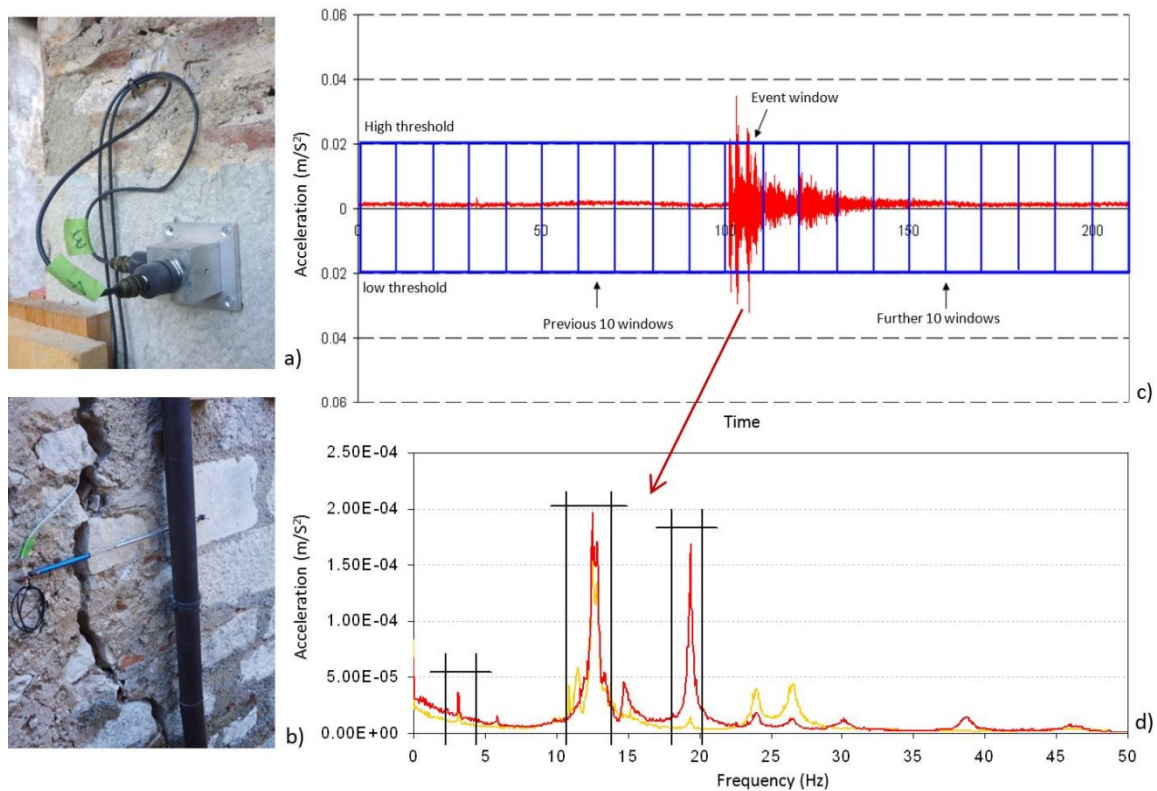 a)
b)
0.06
0.04
0.02
0
0.02
0.04
0.06
Acceleration (m/S²)
High threshold
Event window
0 50 100 150 200
low threshold
Previous 10 windows
Further 10 windows
Time
c)
2.50E-04
2.00E-04
1.50E-04
1.00E-04
5.00E-05
0.00E+00
Acceleration (m/S²)
0 5 10 15 20 25 30 35 40 45 50
Frequency (Hz)
d)